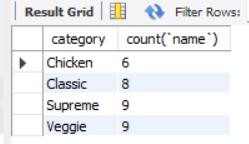 Result Grid Filter Rows:
category count(`name`)
Chicken 6
Classic 8
Supreme 9
Veggie 9